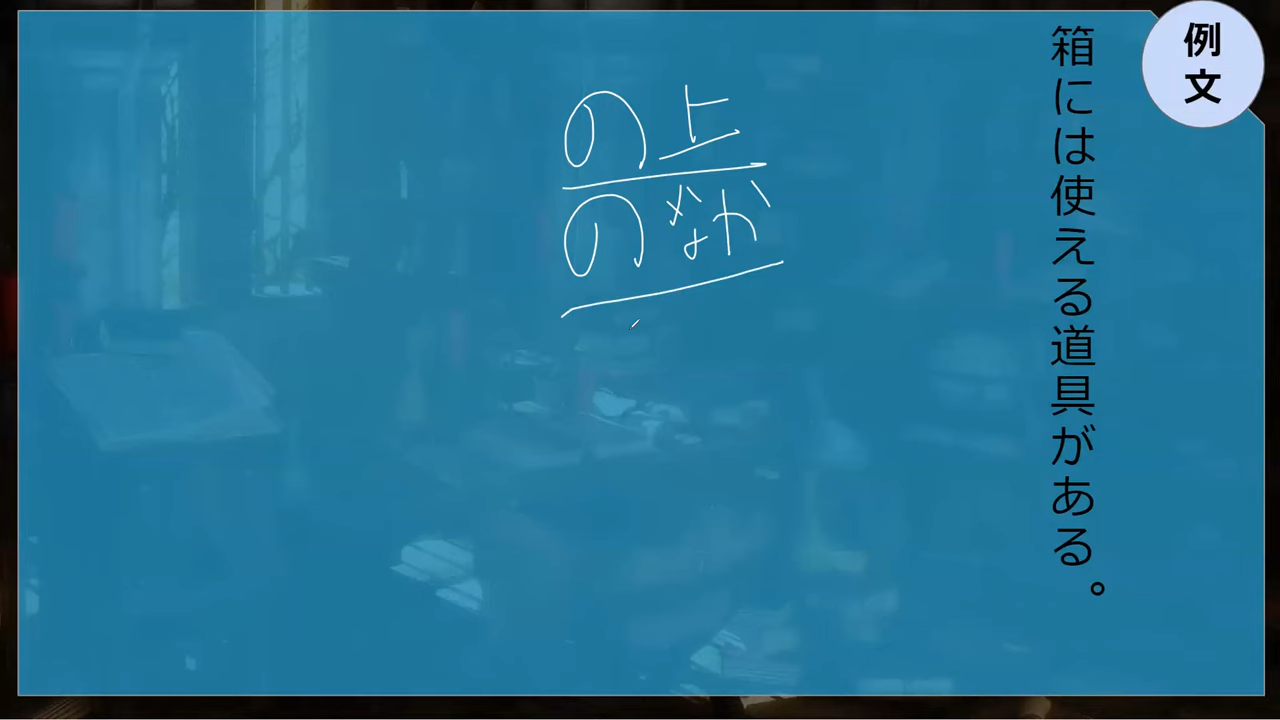 例文
箱には使える道具がある。
の上
のなか